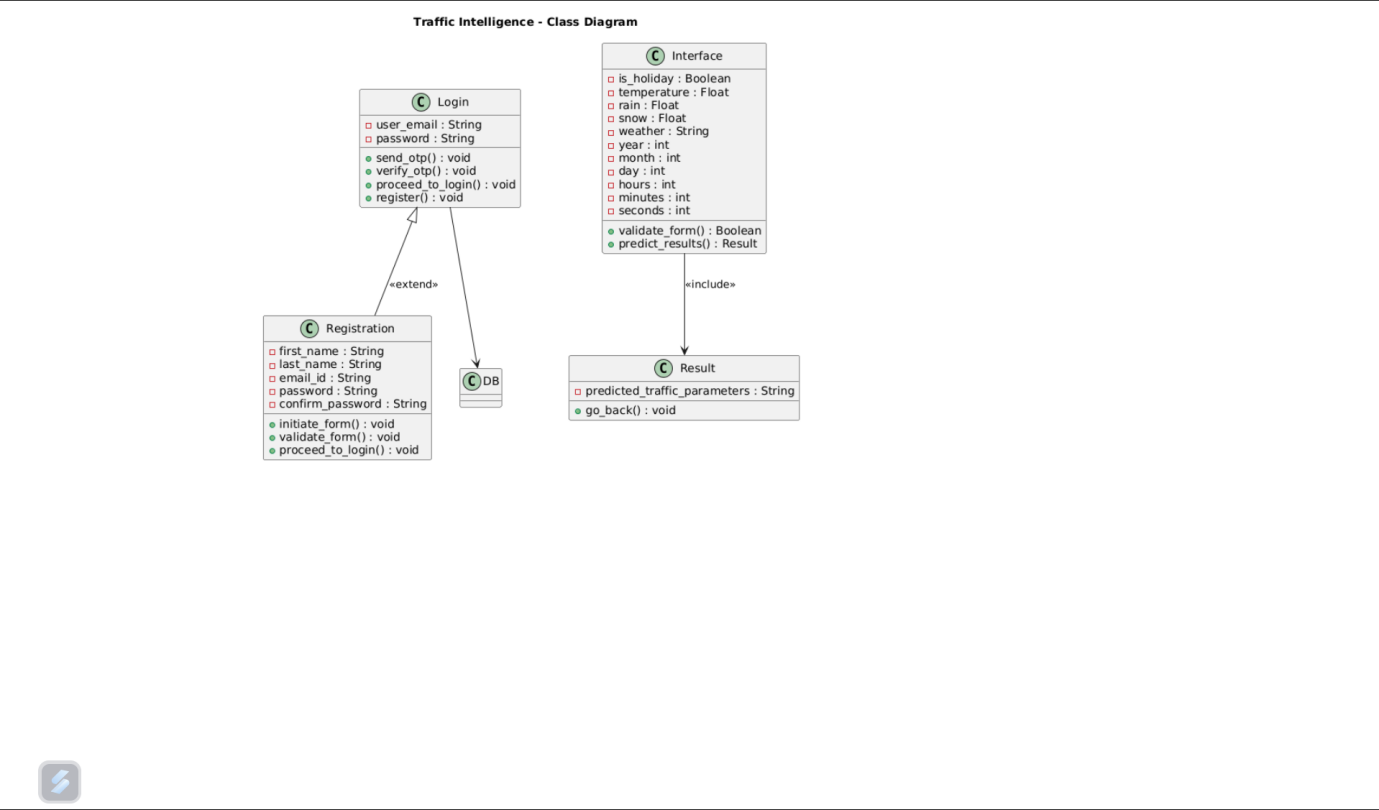 Traffic Intelligence - Class Diagram
C Interface
is_holiday : Boolean
temperature : Float
rain : Float
snow : Float
weather : String
year : int
month : int
day : int
hours : int
minutes : int
seconds : int
validate_form() : Boolean
predict_results() : Result
C Login
user_email : String
password : String
send_otp() : void
verify_otp() : void
proceed_to_login() : void
register() : void
«extend»
«include»
C Registration
first_name : String
last_name : String
email_id : String
password : String
confirm_password : String
initiate_form() : void
validate_form() : void
proceed_to_login() : void
C DB
C Result
predicted_traffic_parameters : String
go_back() : void